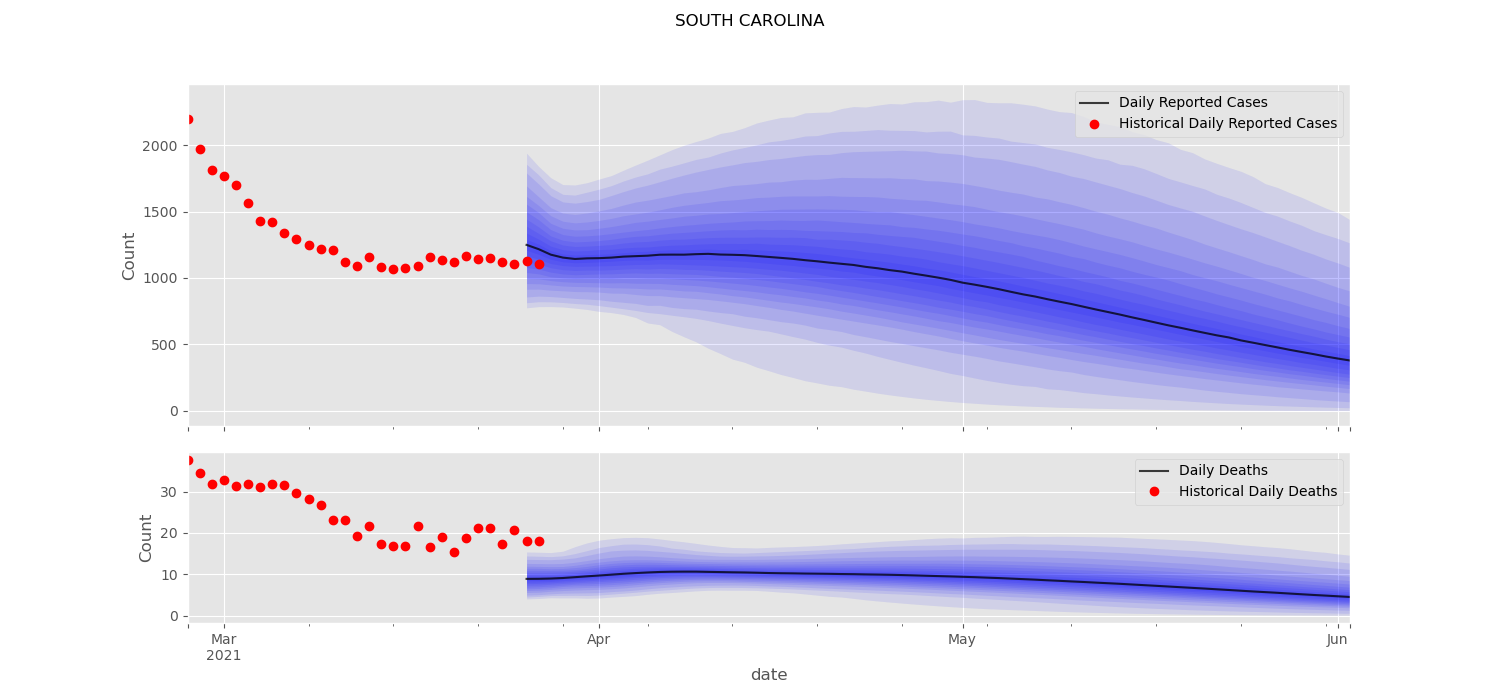 SOUTH CAROLINA
Daily Reported Cases
Historical Daily Reported Cases
2000
1500
1000
500
0
Count
Daily Deaths
Historical Daily Deaths
30
20
10
0
Count
Mar
2021
Apr
May
Jun
date